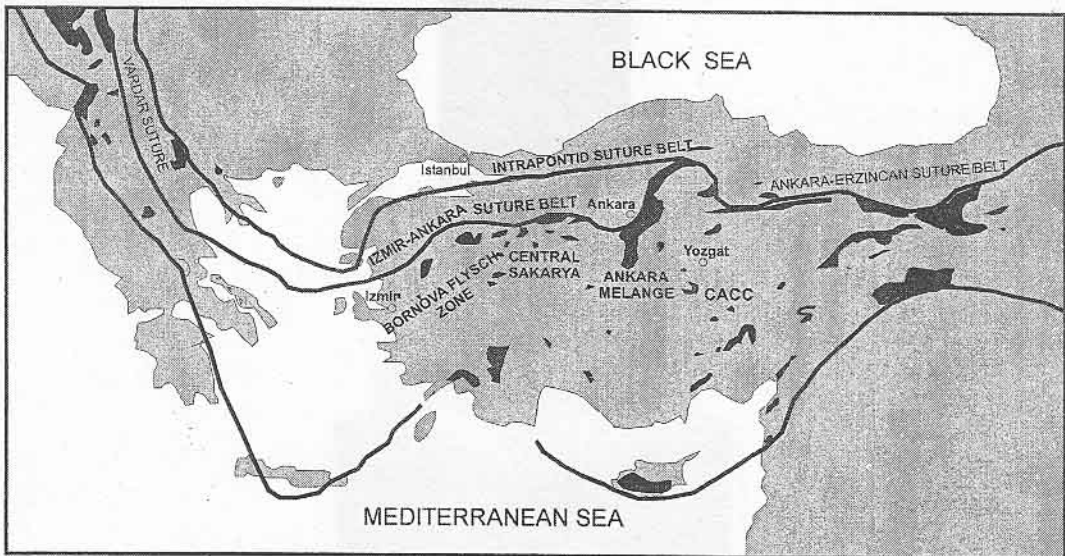 BLACK SEA
VARDAR SUTURE
Istanbul
INTRAPONTID SUTURE BELT
ANKARA-ERZINCAN SUTURE BELT
IZMIR-ANKARA SUTURE BELT
Ankara
Yozgat
CENTRAL
SAKARYA
ANKARA
MELANGE
CACC
Izmir
BORNOVA FLYSCH
ZONE
MEDITERRANEAN SEA